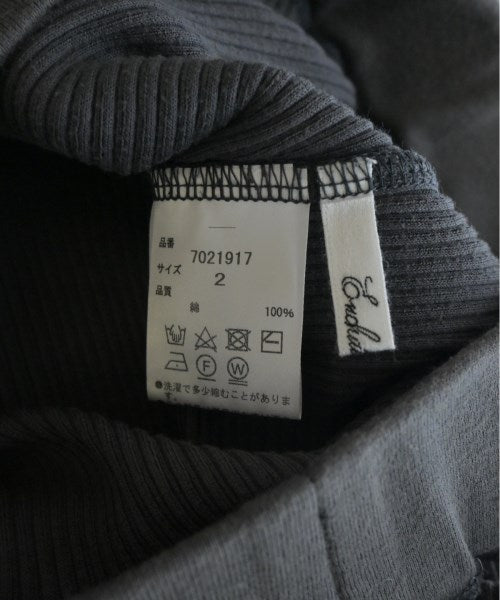 品番 7021917
サイズ 2
品質
綿 100%
F W
●洗濯で多少縮むことがありま
す。